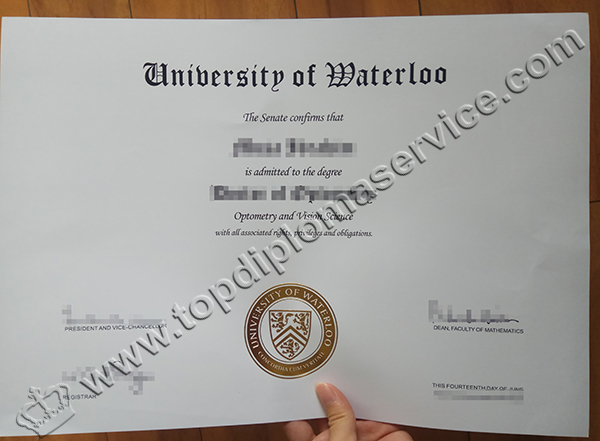 University of Waterloo
The Senate confirms that
is admitted to the degree
Optometry and Vision Science
with all associated rights, privileges and obligations.
PRESIDENT AND VICE-CHANCELLOR
DEAN, FACULTY OF MATHEMATICS
REGISTRAR
THIS FOURTEENTH DAY OF JUNE
UNIVERSITY OF WATERLOO
CONCORDIA CUM VERITATE
www.topdiplomaservice.com